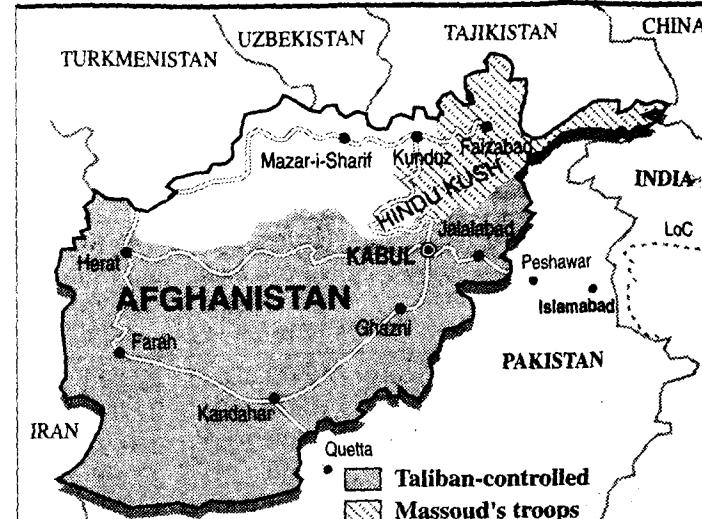 CHINA
UZBEKISTAN
TAJIKISTAN
TURKMENISTAN
Mazar-i-Sharif
Kunduz
Faizabad
HINDU KUSH
INDIA
LoC
Jalalabad
Herat
KABUL
Peshawar
Islamabad
AFGHANISTAN
Ghazni
Farah
PAKISTAN
Kandahar
IRAN
Quetta
Taliban-controlled
Massoud's troops